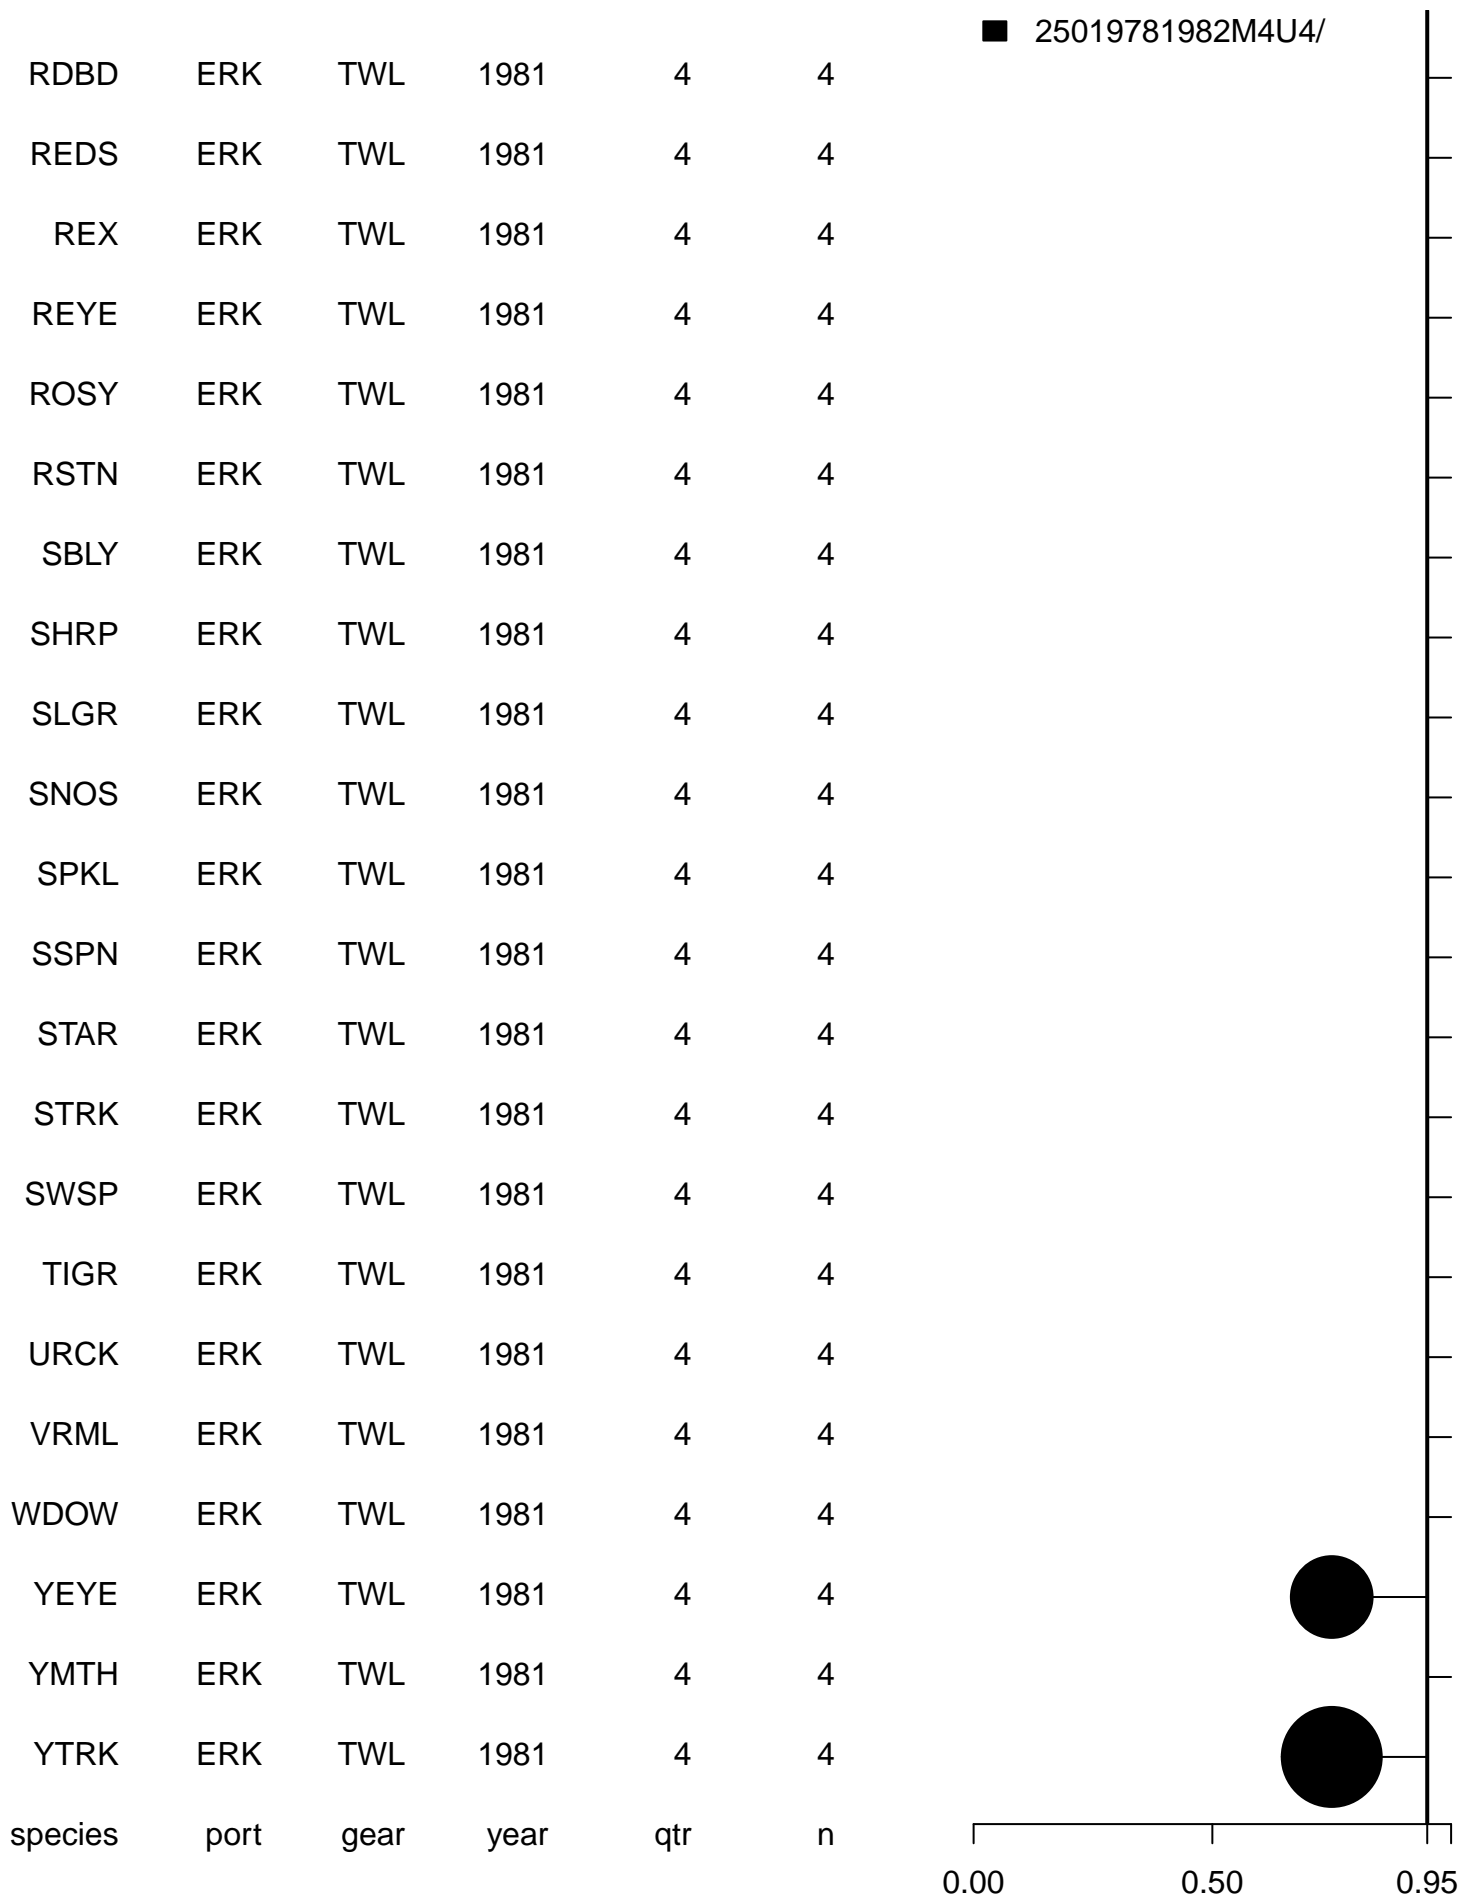 25019781982M4U4/
RDBD ERK TWL 1981 4 4
REDS ERK TWL 1981 4 4
REX ERK TWL 1981 4 4
REYE ERK TWL 1981 4 4
ROSY ERK TWL 1981 4 4
RSTN ERK TWL 1981 4 4
SBLY ERK TWL 1981 4 4
SHRP ERK TWL 1981 4 4
SLGR ERK TWL 1981 4 4
SNOS ERK TWL 1981 4 4
SPKL ERK TWL 1981 4 4
SSPN ERK TWL 1981 4 4
STAR ERK TWL 1981 4 4
STRK ERK TWL 1981 4 4
SWSP ERK TWL 1981 4 4
TIGR ERK TWL 1981 4 4
URCK ERK TWL 1981 4 4
VRML ERK TWL 1981 4 4
WDOW ERK TWL 1981 4 4
YEYE ERK TWL 1981 4 4
YMTH ERK TWL 1981 4 4
YTRK ERK TWL 1981 4 4
species port gear year qtr n
0.00 0.50 0.95